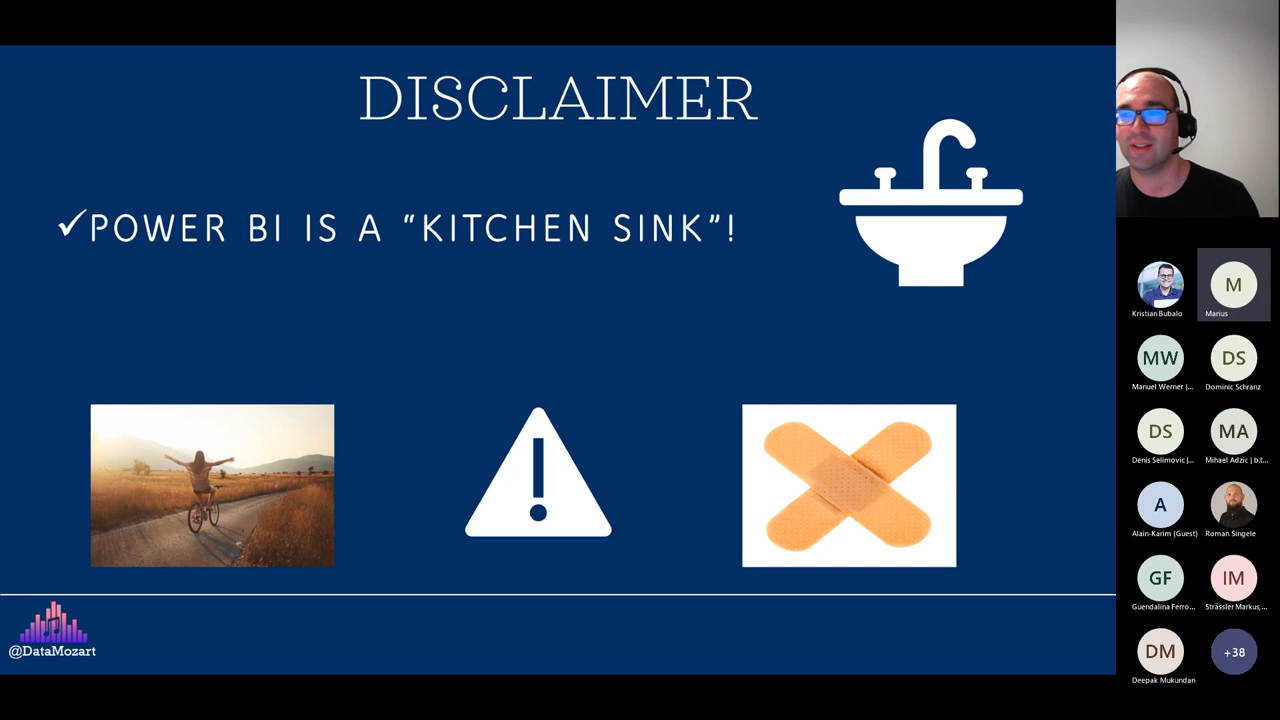 DISCLAIMER
✓POWER BI IS A “KITCHEN SINK”!
@DataMozart
Kristian Bubalo
M
Marius
MW
Manuel Werner |...
DS
Dominic Schranz
DS
Denis Selimovic |...
MA
Mihael Adzic | b.t...
A
Alain-Karim (Guest)
Roman Singele
GF
Guendalina Ferro...
IM
Strässler Markus,...
DM
Deepak Mukundan
+38